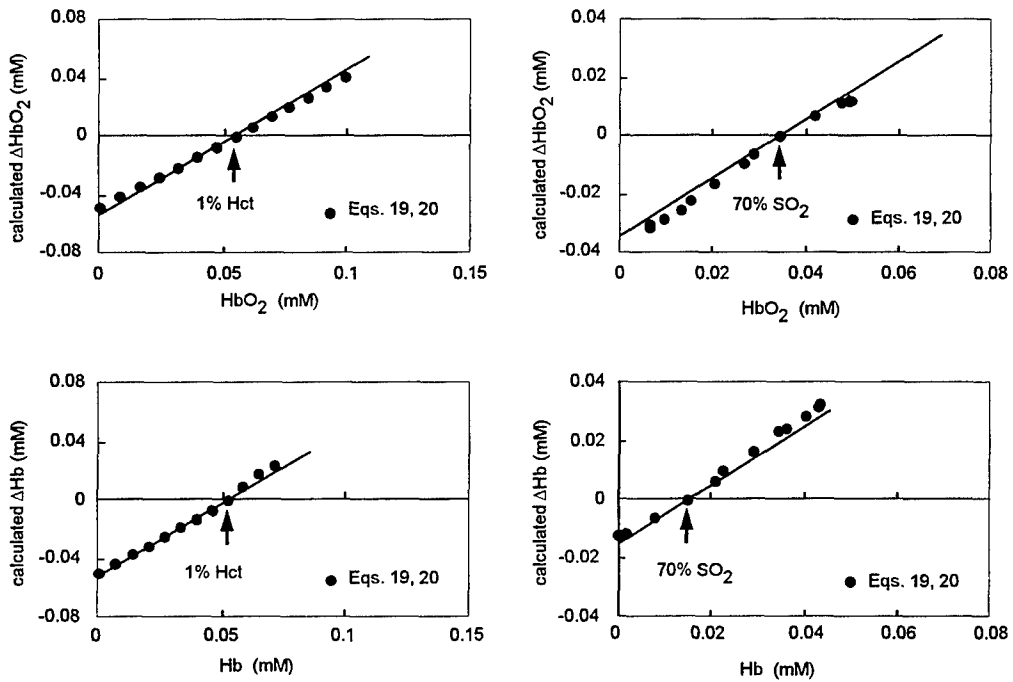 calculated ΔHbO2 (mM)
0.08
0.04
0
-0.04
-0.08
1% Hct
Eqs. 19, 20
0 0.05 0.1 0.15
HbO2 (mM)
calculated ΔHbO2 (mM)
0.04
0.02
0
-0.02
-0.04
70% SO2
Eqs. 19, 20
0 0.02 0.04 0.06 0.08
HbO2 (mM)
calculated ΔHb (mM)
0.08
0.04
0
-0.04
-0.08
1% Hct
Eqs. 19, 20
0 0.05 0.1 0.15
Hb (mM)
calculated ΔHb (mM)
0.04
0.02
0
-0.02
-0.04
70% SO2
Eqs. 19, 20
0 0.02 0.04 0.06 0.08
Hb (mM)